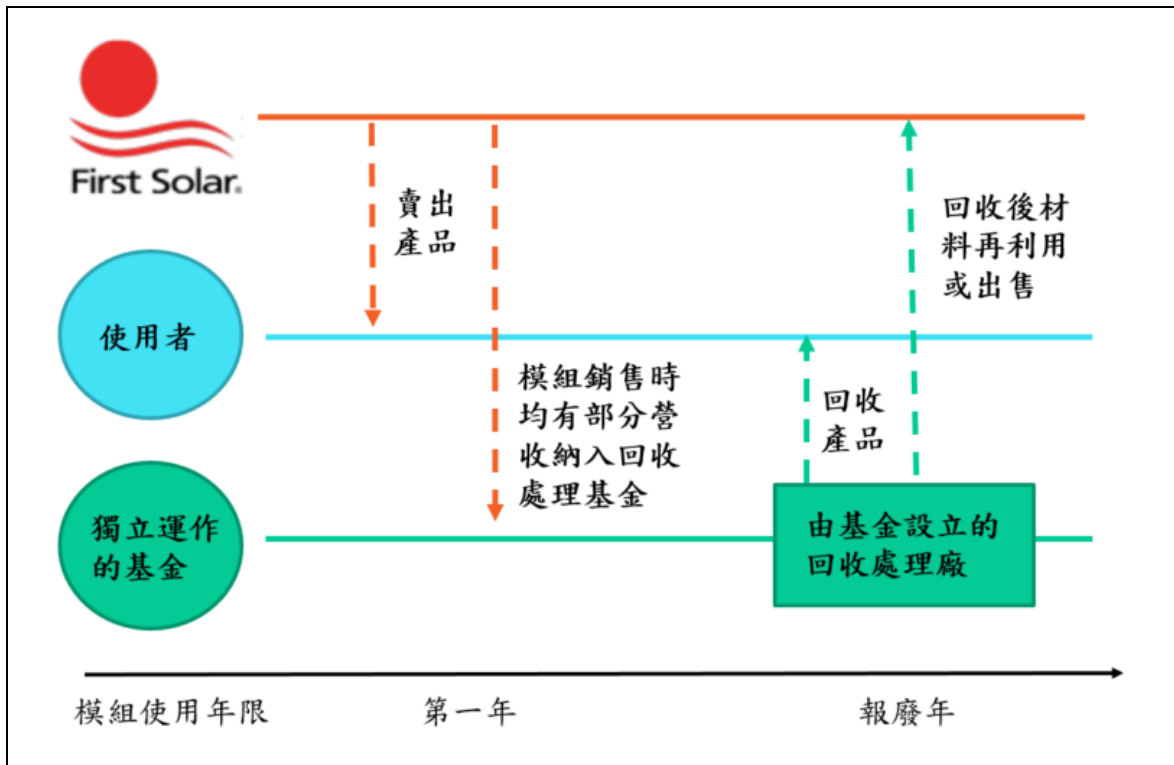 First Solar.
賣出
產品
回收後材
料再利用
或出售
使用者
模組銷售時
均有部分營
收納入回收
處理基金
回收
產品
獨立運作
的基金
由基金設立的
回收處理廠
模組使用年限
第一年
報廢年